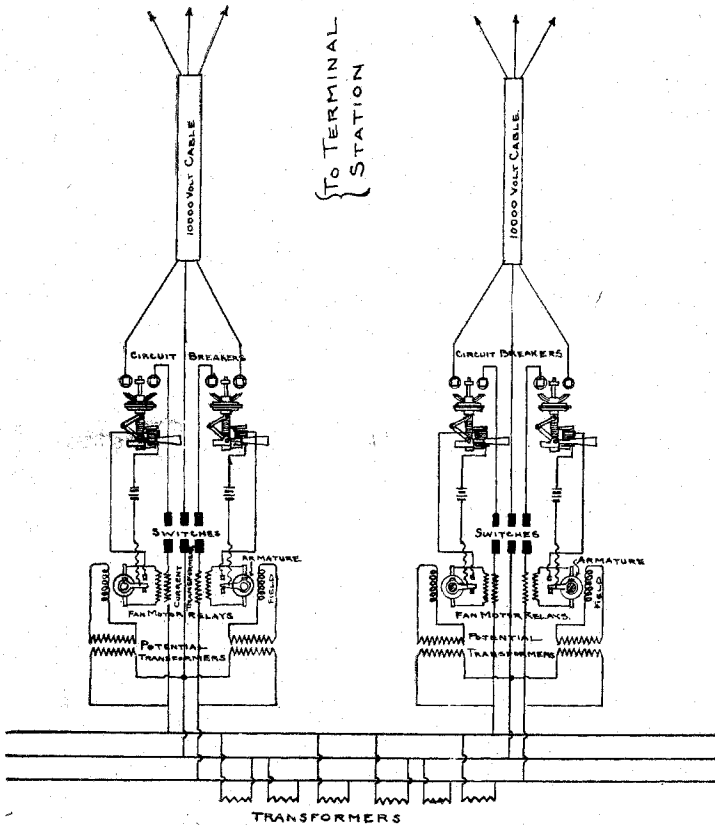 {To TERMINAL
STATION
10000 VOLT CABLE
10000 VOLT CABLE.
CIRCUIT BREAKERS
CIRCUIT BREAKERS
SWITCHES
SWITCHES
CURRENT
TRANSFORMERS
ARMATURE
FIELD
ARMATURE
FIELD
FAN MOTOR RELAYS
FAN MOTOR RELAYS.
POTENTIAL
TRANSFORMERS
POTENTIAL
TRANSFORMERS
TRANSFORMERS